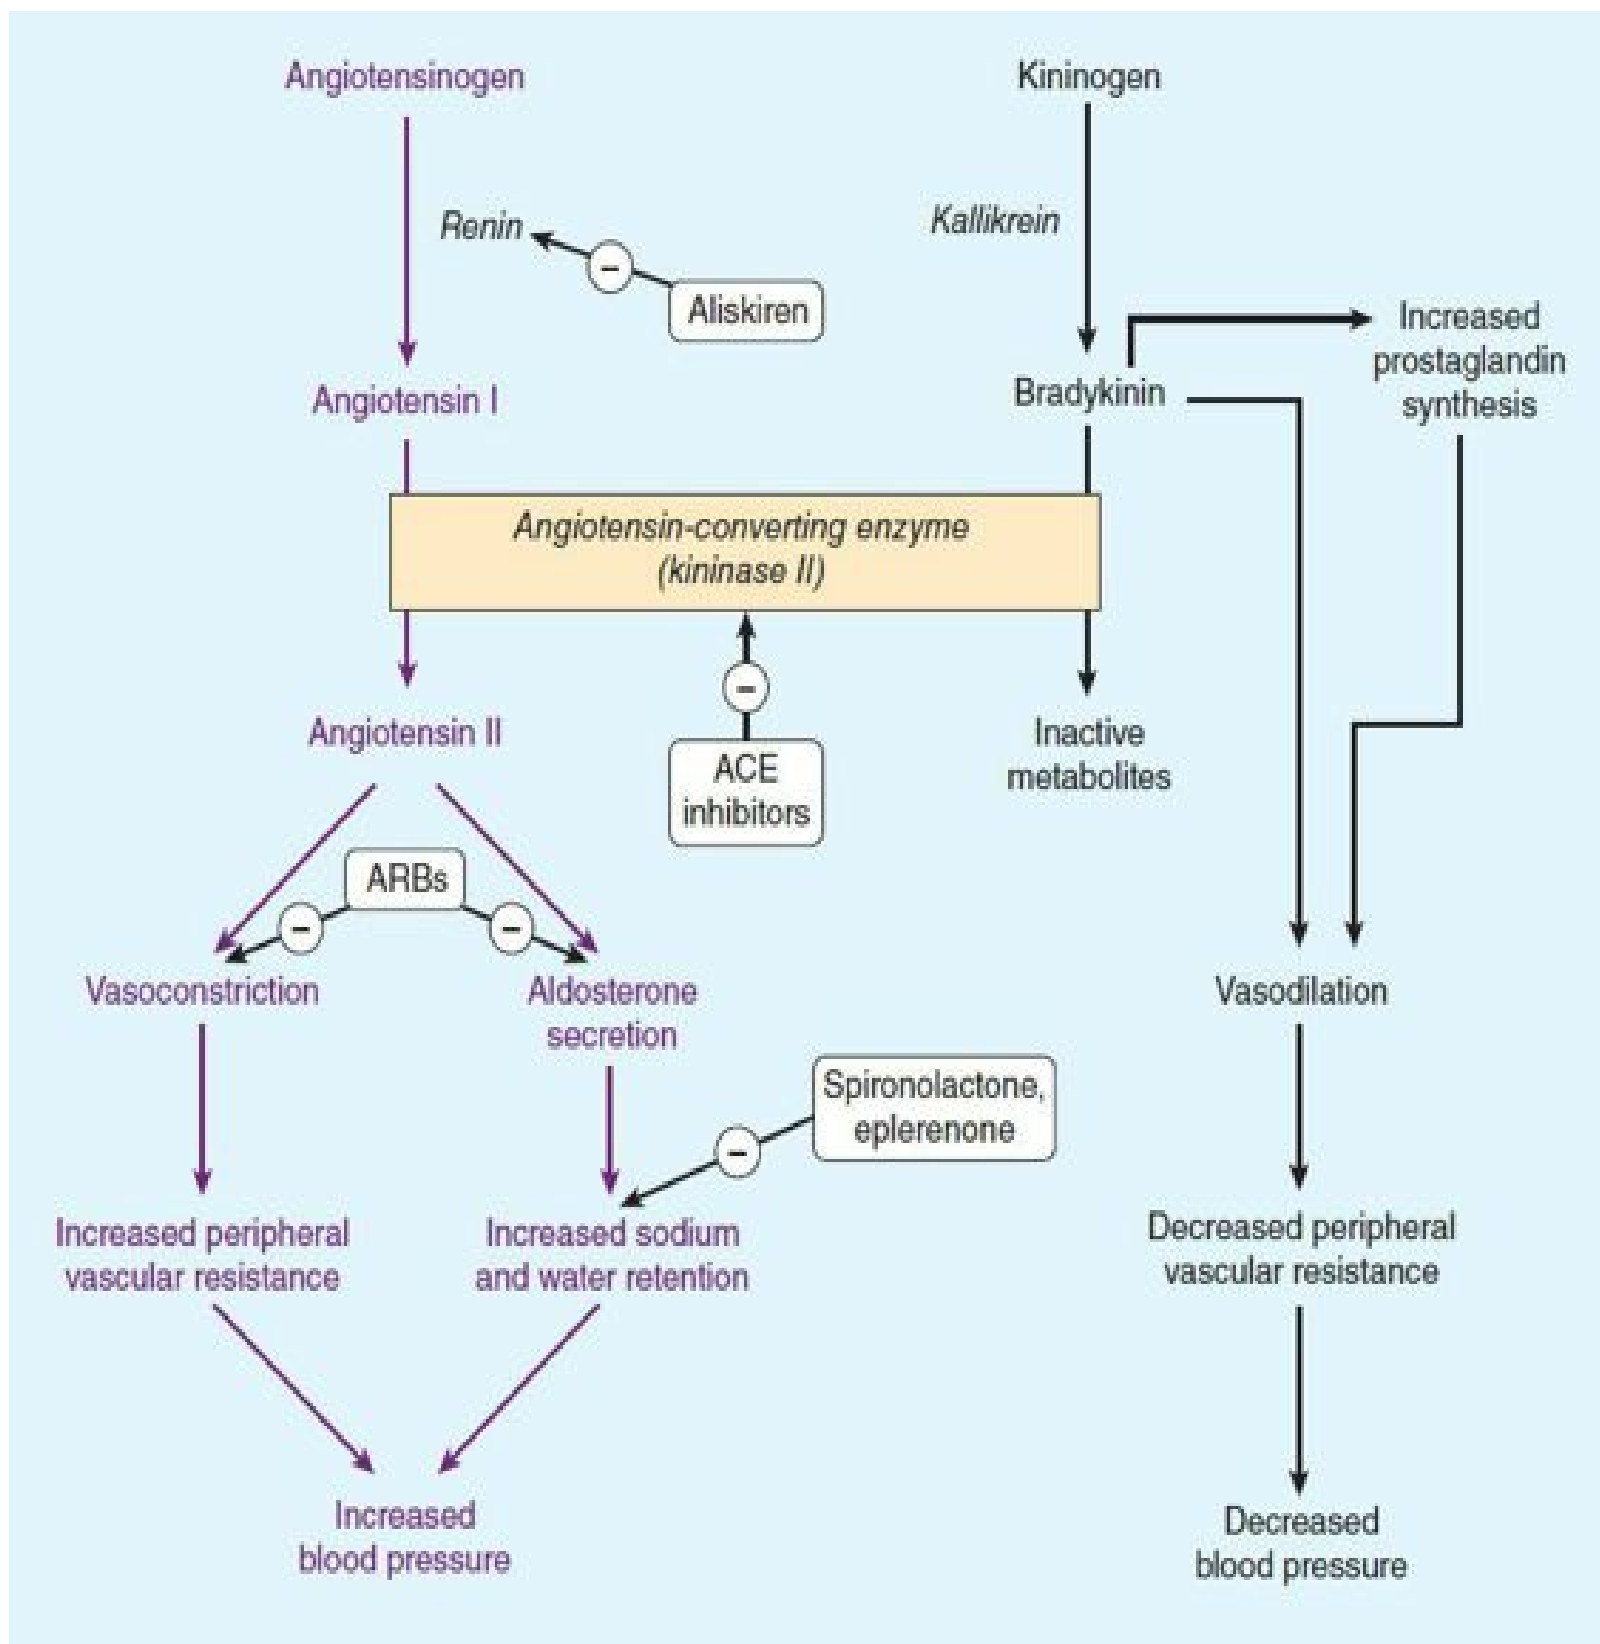 Angiotensinogen
Kininogen
Renin
Kallikrein
Aliskiren
Increased
prostaglandin
synthesis
Angiotensin I
Bradykinin
Angiotensin-converting enzyme
(kininase II)
–
–
Angiotensin II
ACE
inhibitors
Inactive
metabolites
ARBs
–
–
Vasoconstriction
Aldosterone
secretion
Vasodilation
Spironolactone,
eplerenone
–
Increased peripheral
vascular resistance
Increased sodium
and water retention
Decreased peripheral
vascular resistance
Increased
blood pressure
Decreased
blood pressure